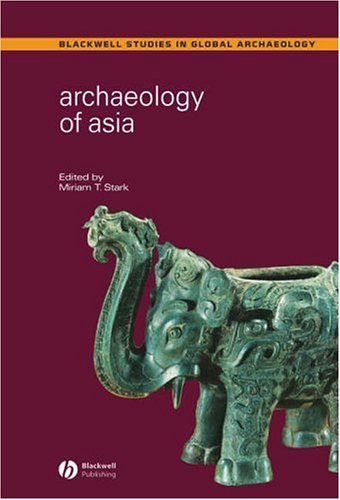 BLACKWELL STUDIES IN GLOBAL ARCHAEOLOGY
archaeology
of asia
Edited by
Miriam T. Stark
Blackwell
Publishing